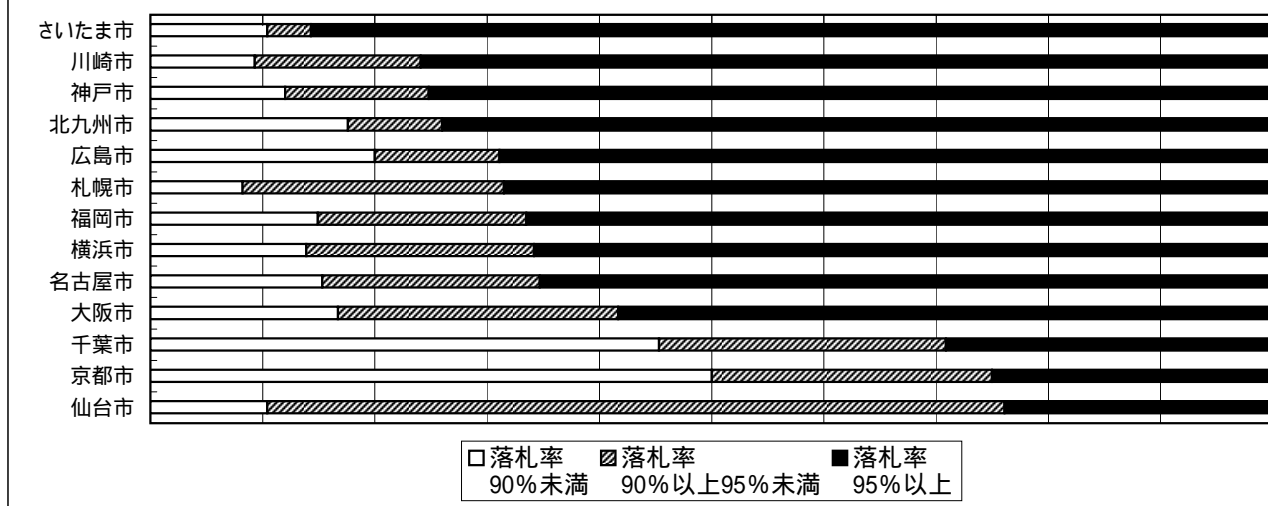 さいたま市
川崎市
神戸市
北九州市
広島市
札幌市
福岡市
横浜市
名古屋市
大阪市
千葉市
京都市
仙台市
落札率
90%未満
落札率
90%以上95%未満
落札率
95%以上